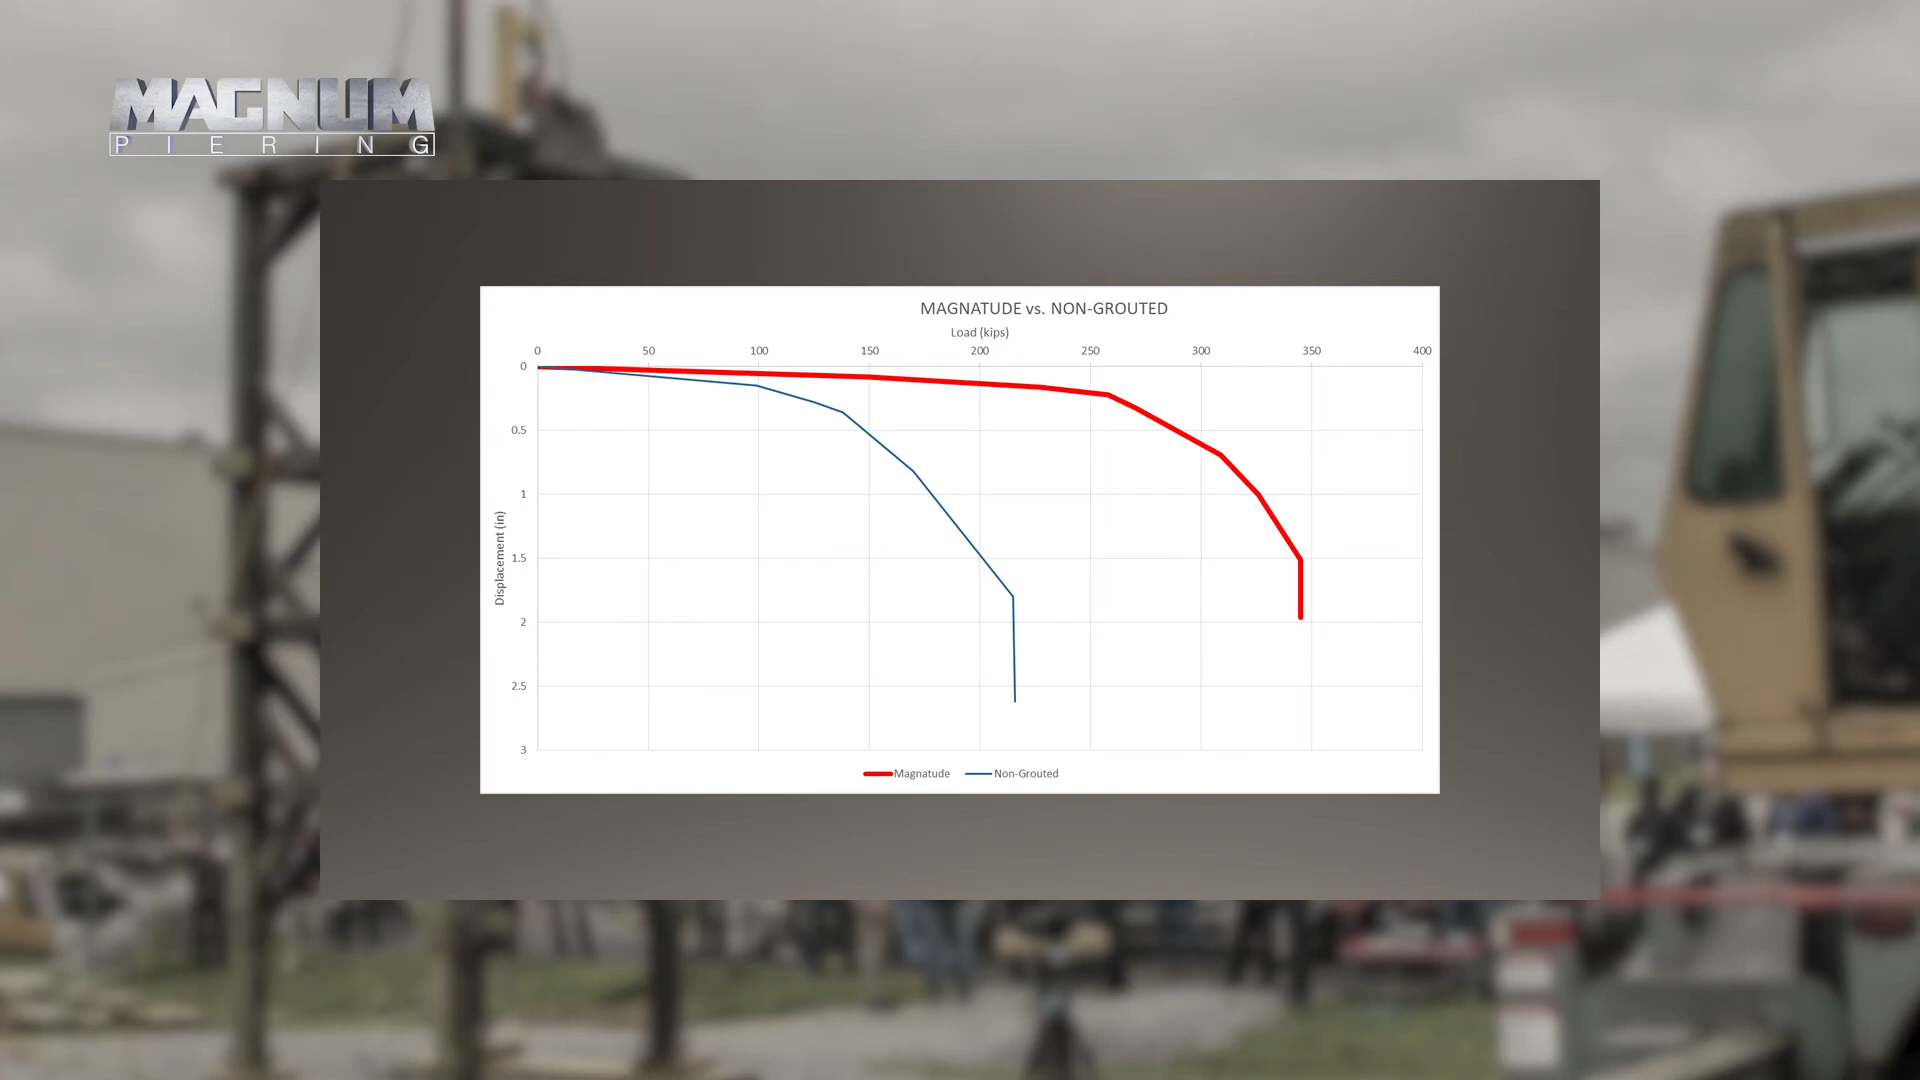 MAGNUM
PIERING
MAGNATUDE vs. NON-GROUTED
Load (kips)
0 50 100 150 200 250 300 350 400
0
0.5
1
1.5
2
2.5
3
Displacement (in)
Magnatude Non-Grouted